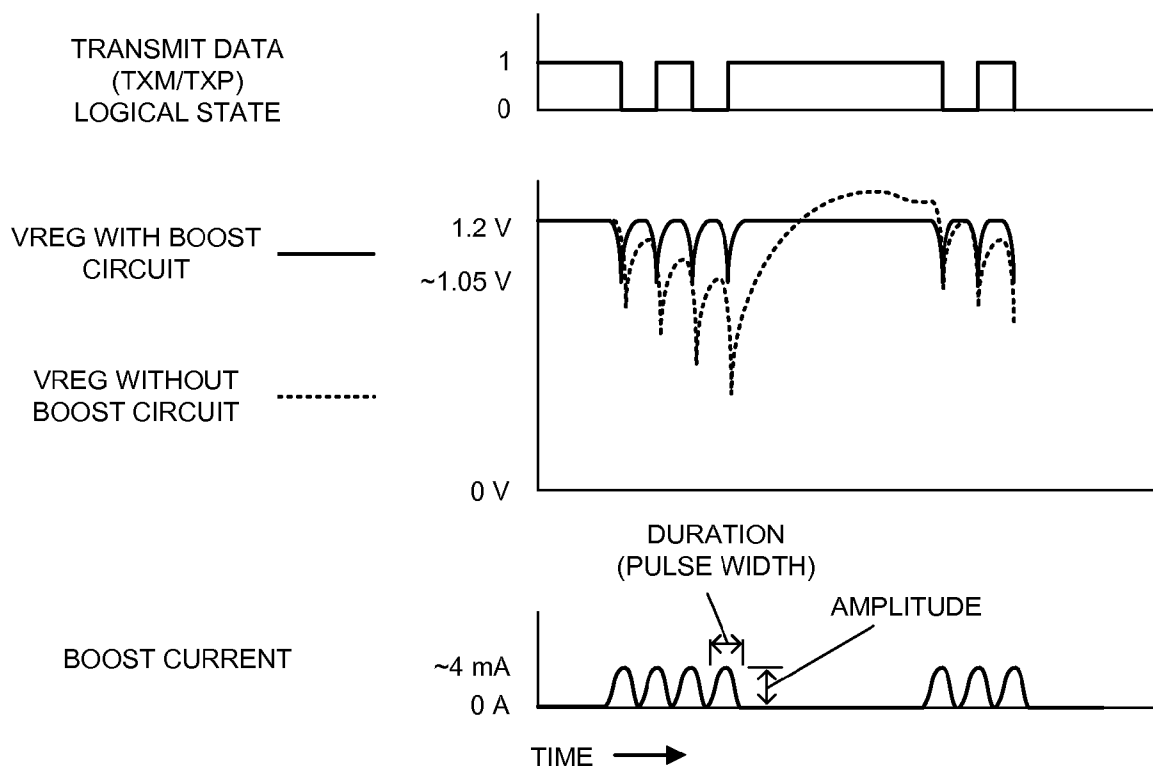 TRANSMIT DATA
(TXM/TXP)
LOGICAL STATE
1
0
VREG WITH BOOST
CIRCUIT
1.2 V
~1.05 V
VREG WITHOUT
BOOST CIRCUIT
0 V
DURATION
(PULSE WIDTH)
AMPLITUDE
BOOST CURRENT
~4 mA
0 A
TIME